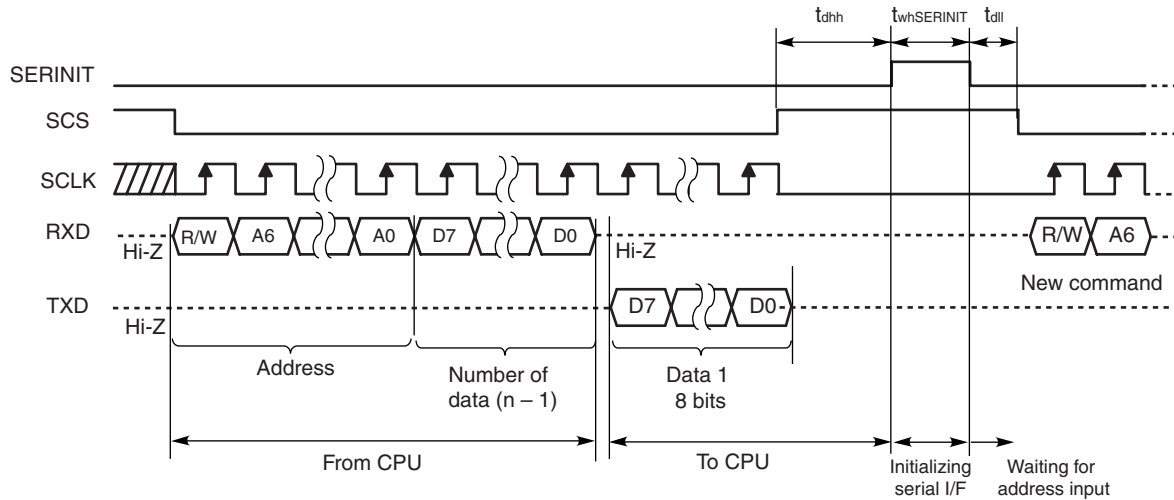 tdhh twhSERINIT tdll
SERINIT
SCS
SCLK
RXD
Hi-Z
R/W A6 A0 D7 D0
Hi-Z
R/W A6
New command
TXD
Hi-Z
D7 D0
Address
Number of
data (n – 1)
Data 1
8 bits
From CPU
To CPU
Initializing
serial I/F
Waiting for
address input